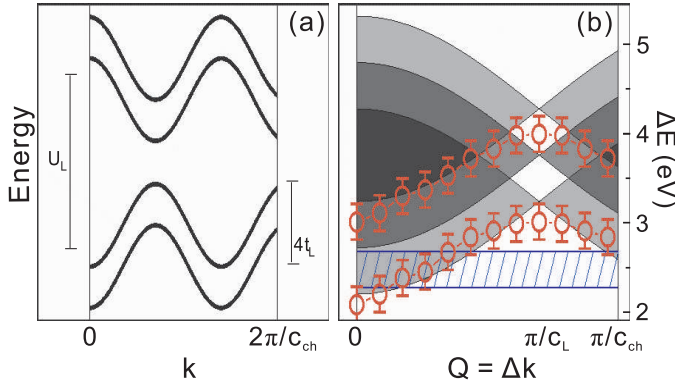 (a)
Energy
U_L
4t_L
0
2π/c_ch
k
(b)
5
4
3
2
ΔE (eV)
0
π/c_L
π/c_ch
Q = Δk